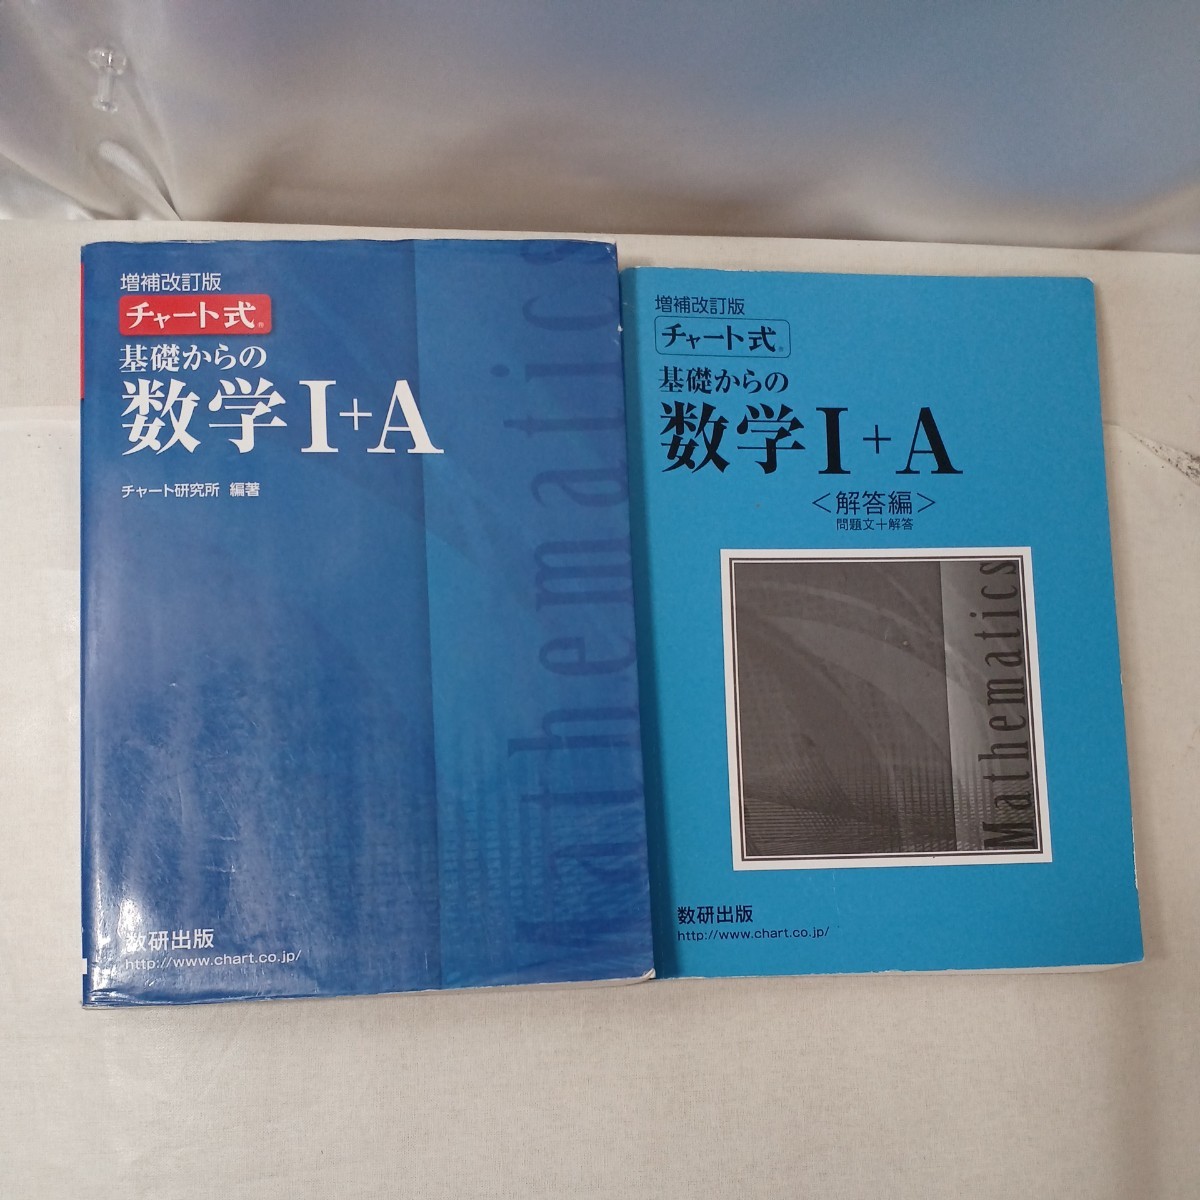 増補改訂版
チャート式®
基礎からの
数学Ⅰ+A
チャート研究所 編著
Mathematics
数研出版
http://www.chart.co.jp/
増補改訂版
チャート式®
基礎からの
数学Ⅰ+A
<解答編>
問題文+解答
Mathematics
数研出版
http://www.chart.co.jp/